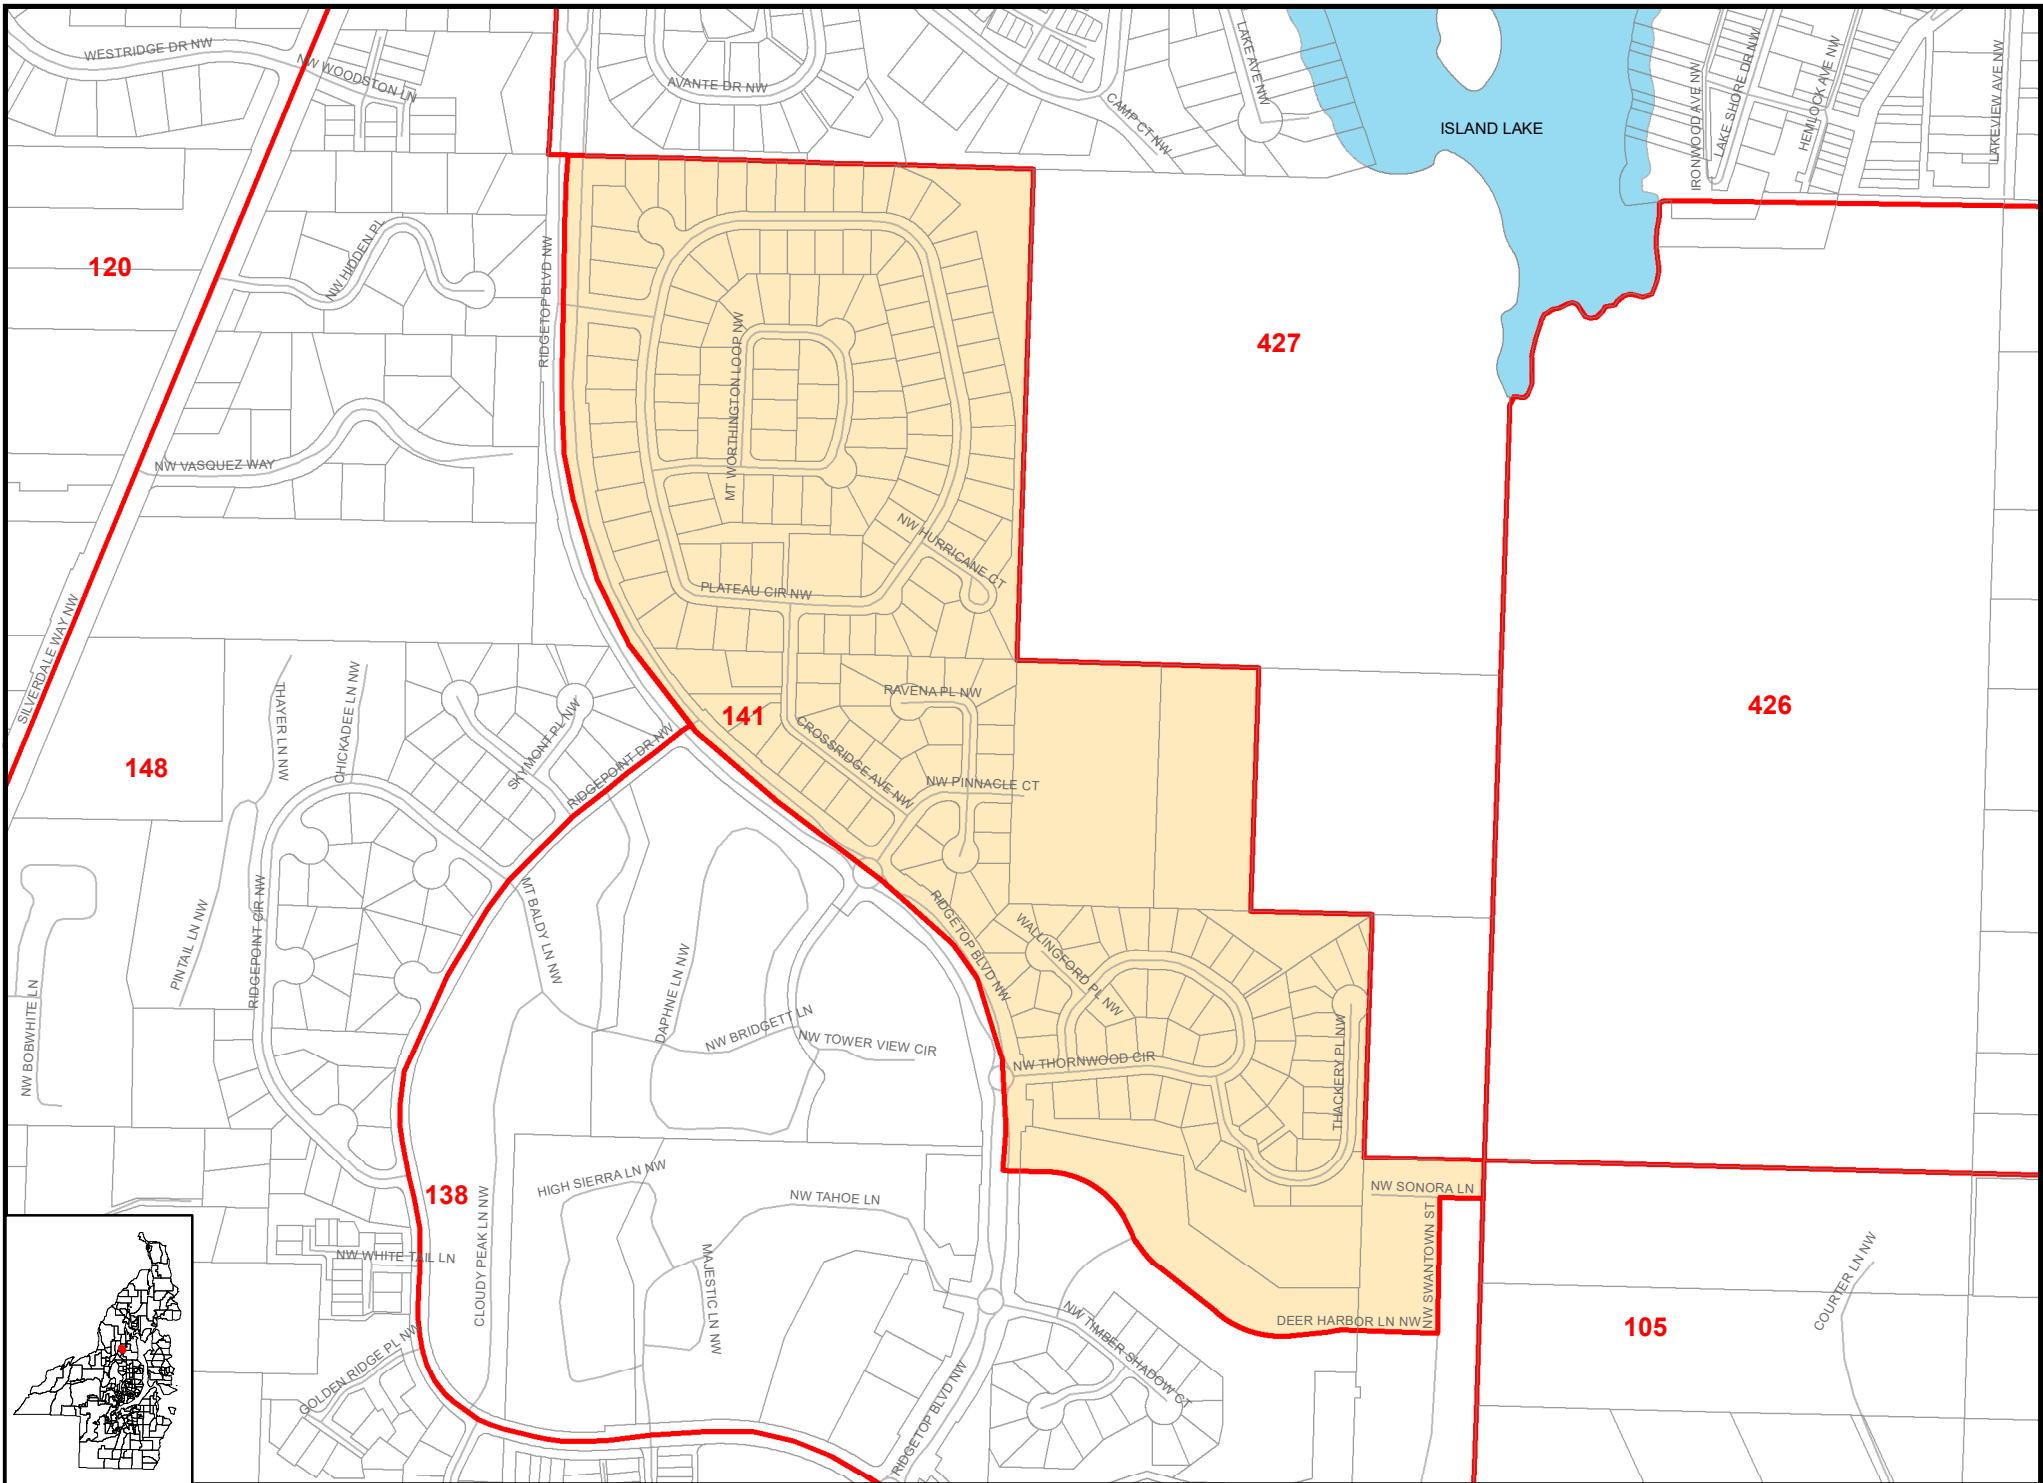 WESTRIDGE DR NW
NW WOODSTON LN
AVANTE DR NW
LAKE AVE NW
CAMP CT NW
ISLAND LAKE
IRONWOOD AVE NW
LAKE SHORE DR NW
HEMLOCK AVE NW
LAKEVIEW AVE NW
120
NW HIDDEN PL
RIDGETOP BLVD NW
427
MT WORTHINGTON LOOP NW
NW VASQUEZ WAY
NW HURRICANE CT
PLATEAU CIR NW
SILVERDALE WAY NW
THAYER LN NW
CHICKADEE LN NW
SKYMONT PL NW
RIDGEPOINT DR NW
141
RAVENA PL NW
CROSSRIDGE AVE NW
NW PINNACLE CT
426
148
PINTAIL LN NW
RIDGEPOINT CIR NW
MT BALDY LN NW
DAPHNE LN NW
RIDGETOP BLVD NW
WALLINGFORD PL NW
NW BOBWHITE LN
NW BRIDGETT LN
NW TOWER VIEW CIR
NW THORNWOOD CIR
THACKERY PL NW
138
HIGH SIERRA LN NW
NW TAHOE LN
NW SONORA LN
NW SWANTOWN ST
NW WHITE TAIL LN
CLOUDY PEAK LN NW
MAJESTIC LN NW
DEER HARBOR LN NW
NW TIMBER SHADOW CT
105
COURTER LN NW
GOLDEN RIDGE PL NW
RIDGETOP BLVD NW